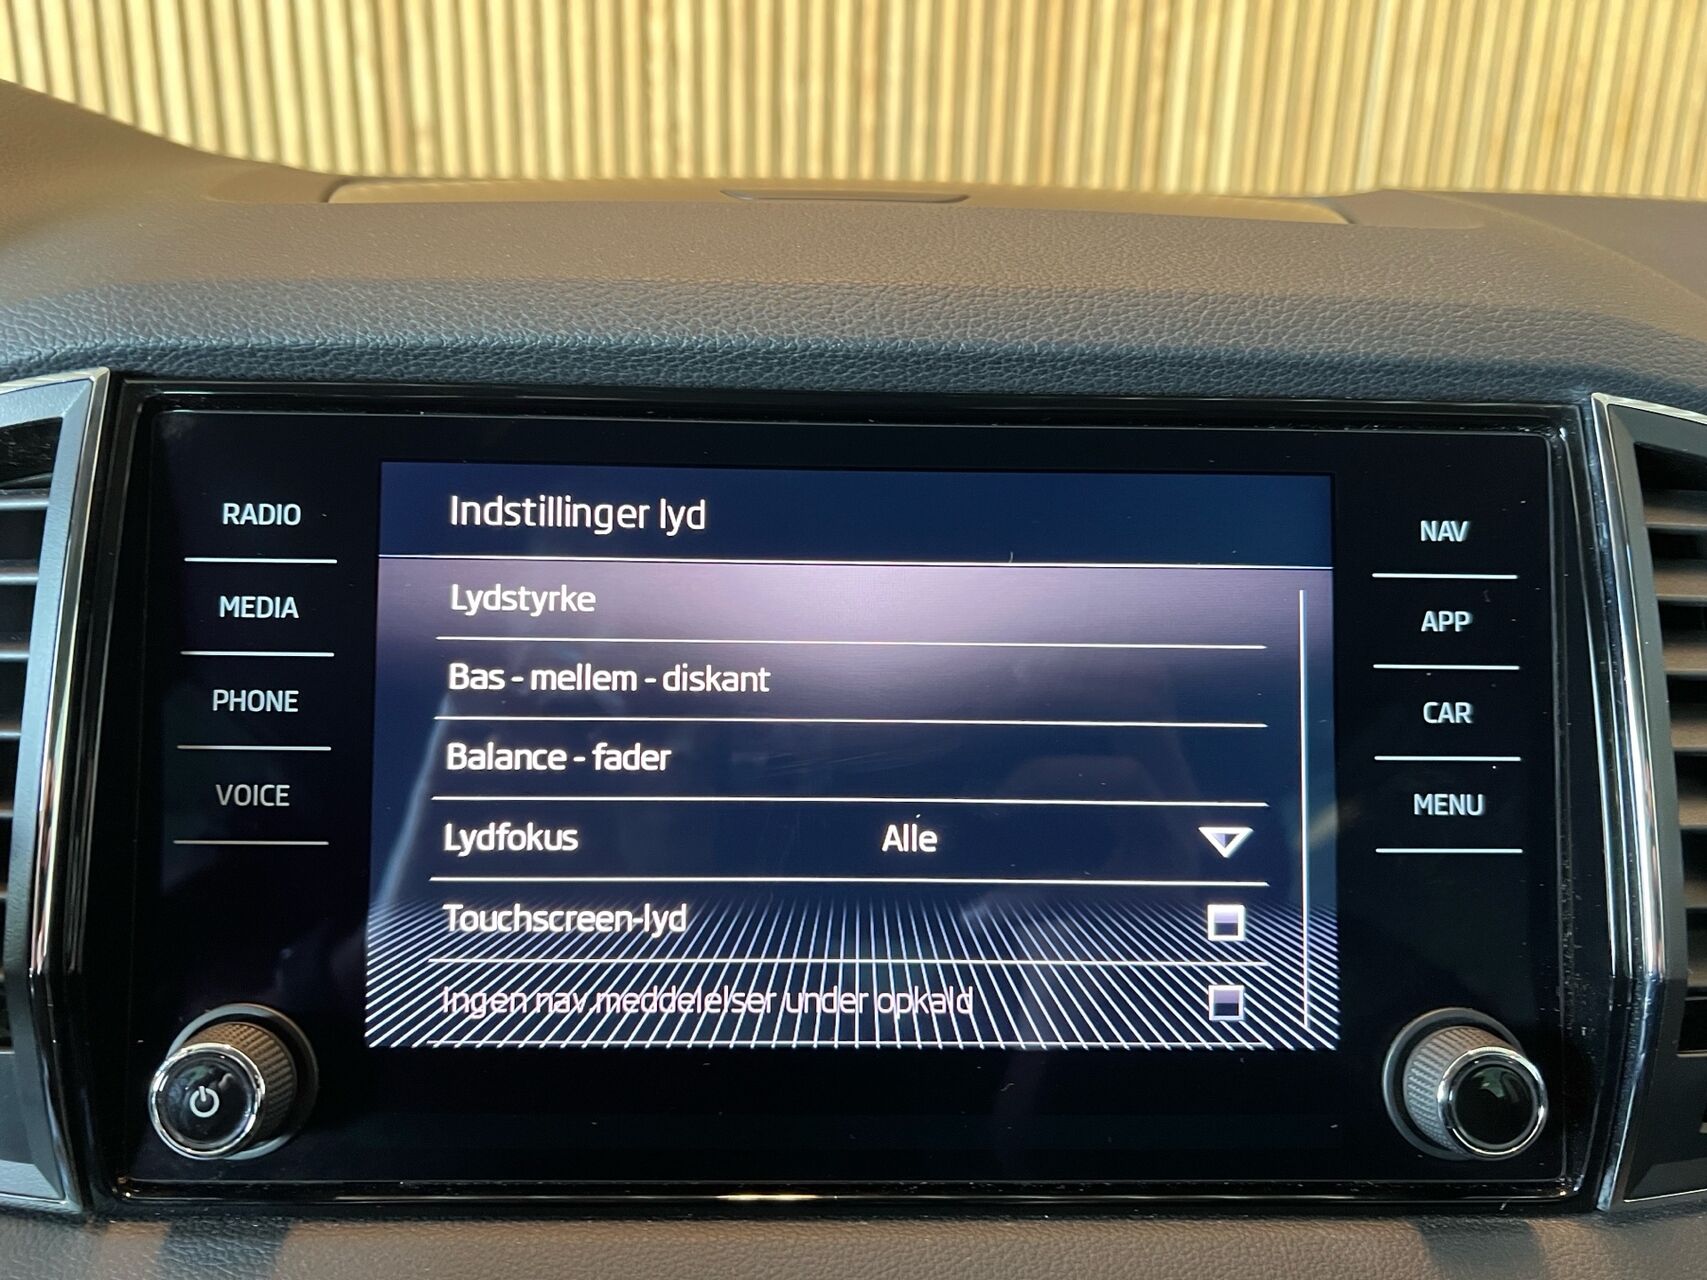 RADIO
MEDIA
PHONE
VOICE
Indstillinger lyd
Lydstyrke
Bas - mellem - diskant
Balance - fader
Lydfokus Alle
Touchscreen-lyd
Ingen nav.meddelelser under opkald
NAV
APP
CAR
MENU